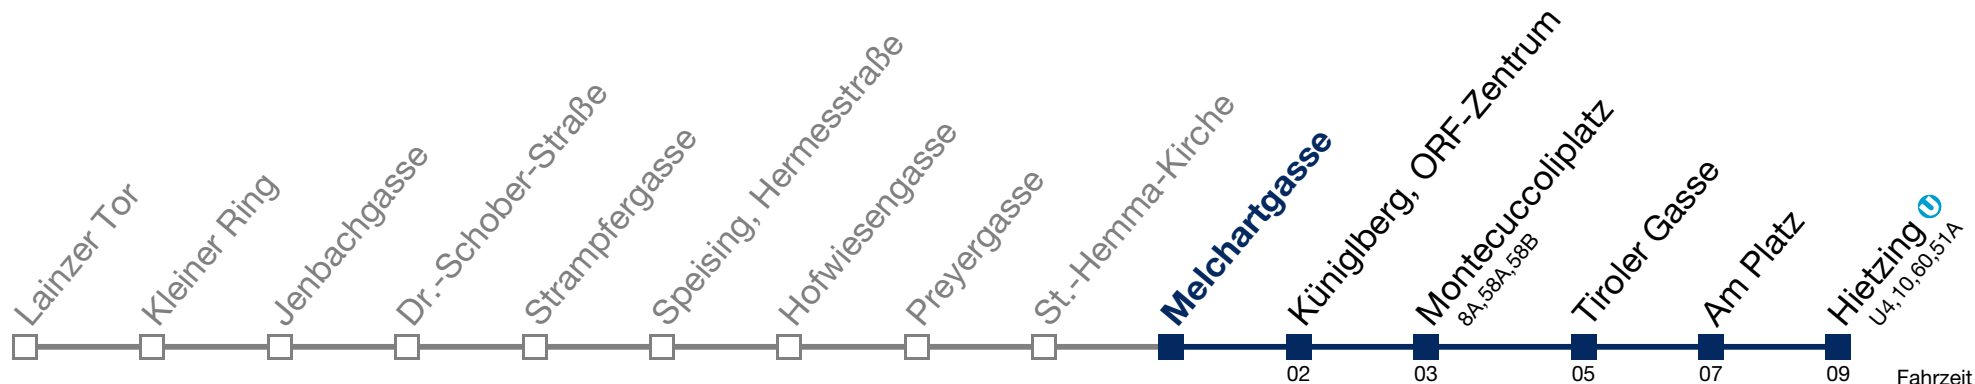 Lainzer Tor
Kleiner Ring
Jenbachgasse
Dr.-Schober-Straße
Strampfergasse
Speising, Hermesstraße
Hofwiesengasse
Preyergasse
St.-Hemma-Kirche
Melchartgasse
Küniglberg, ORF-Zentrum
Montecuccoliplatz
8A,58A,58B
Tiroler Gasse
Am Platz
Hietzing U
U4,10,60,51A
02 03 05 07 09 Fahrzeit